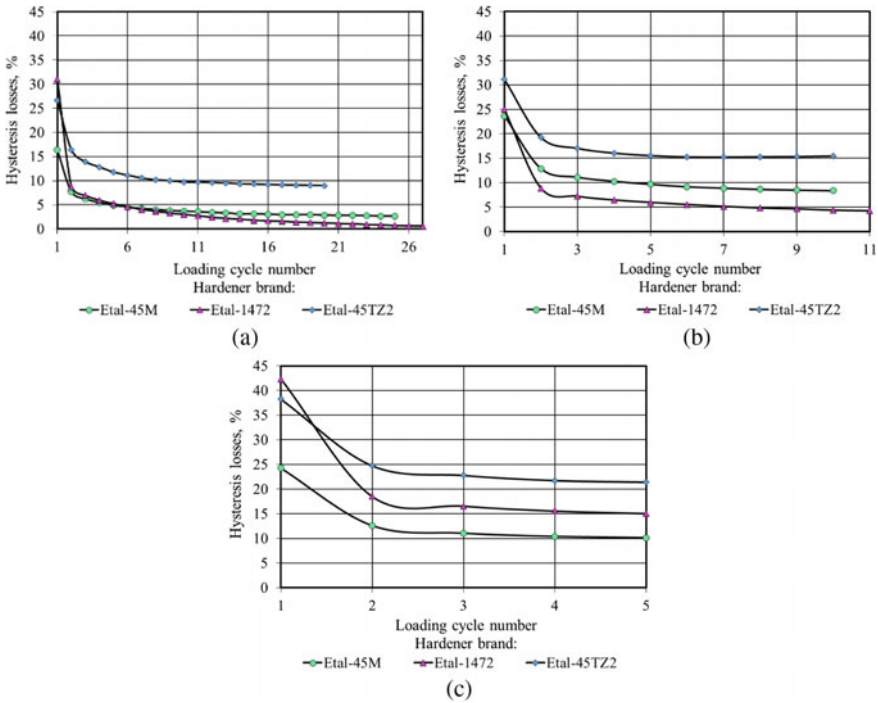 Hysteresis losses, %
45
40
35
30
25
20
15
10
5
0
1 6 11 16 21 26
Loading cycle number
Hardener brand:
Etal-45M Etal-1472 Etal-45TZ2
(a)
Hysteresis losses, %
45
40
35
30
25
20
15
10
5
0
1 3 5 7 9 11
Loading cycle number
Hardener brand:
Etal-45M Etal-1472 Etal-45TZ2
(b)
Hysteresis losses, %
45
40
35
30
25
20
15
10
5
0
1 2 3 4 5
Loading cycle number
Hardener brand:
Etal-45M Etal-1472 Etal-45TZ2
(c)